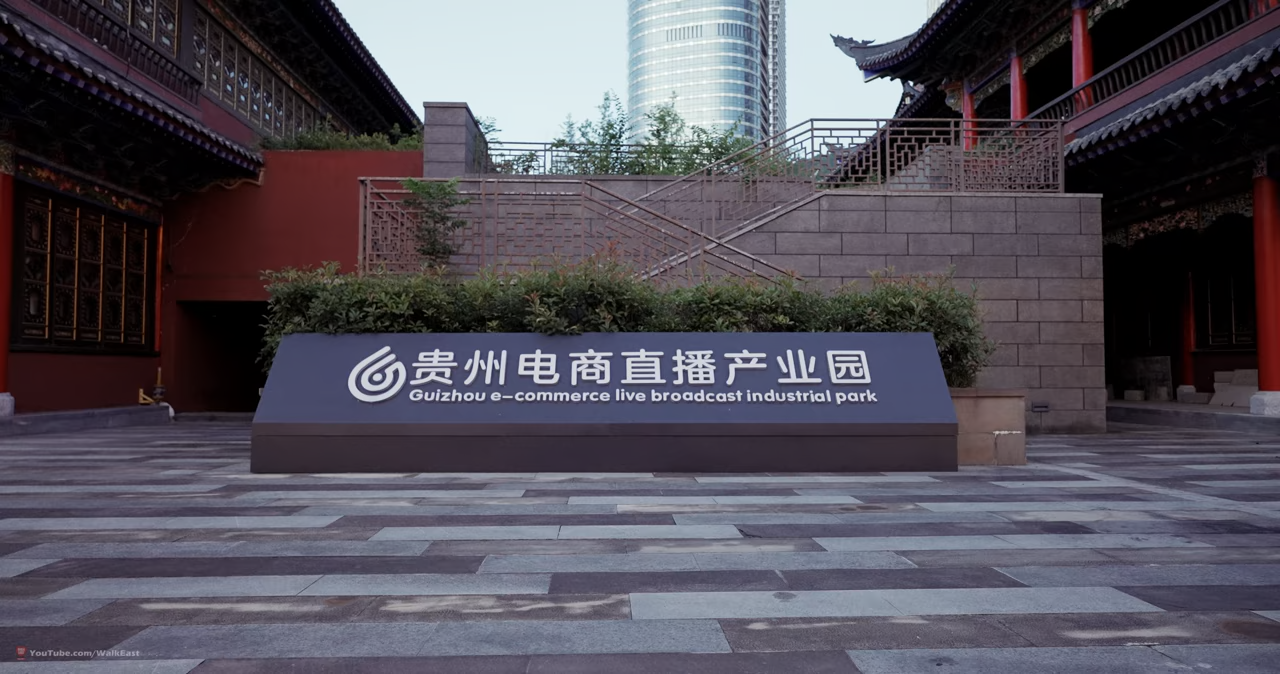 贵州电商直播产业园
Guizhou e-commerce live broadcast industrial park
YouTube.com/WalkEast